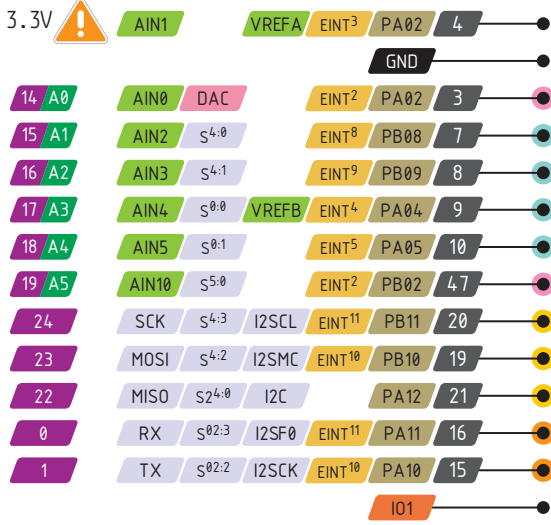 3.3V ! AIN1 VREFA EINT³ PA02 4
GND
14 A0 AIN0 DAC EINT² PA02 3
15 A1 AIN2 S⁴·⁰ EINT⁸ PB08 7
16 A2 AIN3 S⁴·¹ EINT⁹ PB09 8
17 A3 AIN4 S⁰·⁰ VREFB EINT⁴ PA04 9
18 A4 AIN5 S⁰·¹ EINT⁵ PA05 10
19 A5 AIN10 S⁵·⁰ EINT² PB02 47
24 SCK S⁴·³ I2SCL EINT¹¹ PB11 20
23 MOSI S⁴·² I2SMC EINT¹⁰ PB10 19
22 MISO S2⁴·⁰ I2C PA12 21
0 RX S⁰²·³ I2SF0 EINT¹¹ PA11 16
1 TX S⁰²·² I2SCK EINT¹⁰ PA10 15
IO1